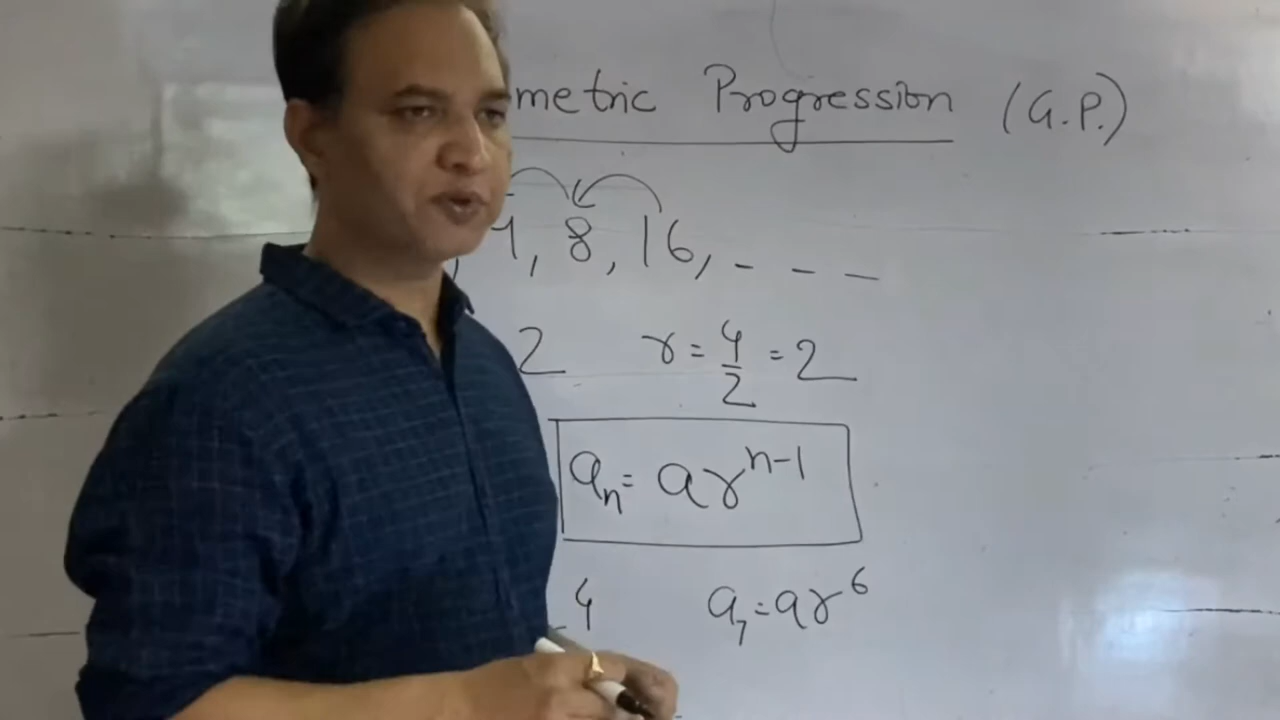 metric Progression (G.P.)
4, 8, 16, - - -
2 r = 4/2 = 2
aₙ = arⁿ⁻¹
4 a₇ = ar⁶